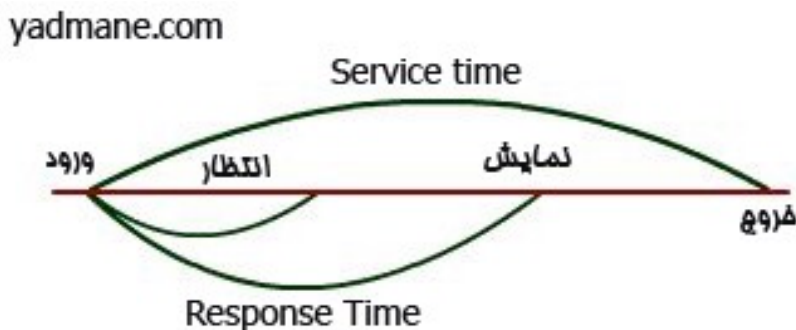 yadmane.com
Service time
ورود
انتظار
نمایش
خروج
Response Time